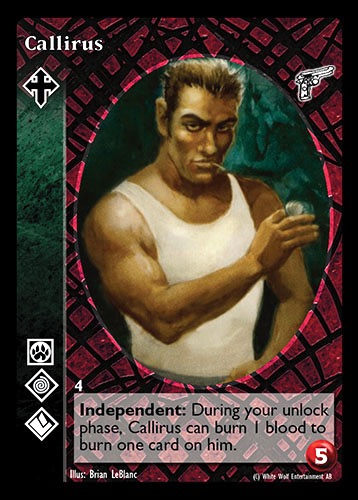 Callirus
4
Independent: During your unlock
phase, Callirus can burn 1 blood to
burn one card on him.
5
Illus: Brian LeBlanc
(C) White Wolf Entertainment AB